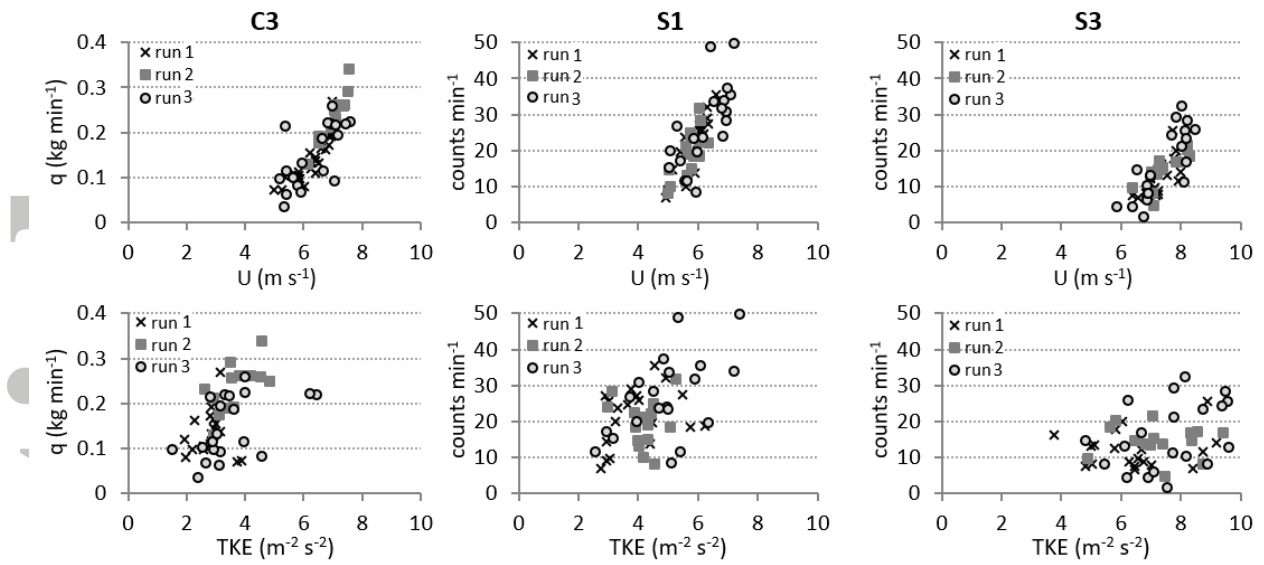 C3 S1 S3
0.4 50 50
× run 1 × run 1 × run 1
run 2 run 2 run 2
run 3 run 3 run 3
0.3 40 40
0.2 30 30
0.1 20 20
0 10 10
0 0
q (kg min-1) counts min-1 counts min-1
0 2 4 6 8 10 0 2 4 6 8 10 0 2 4 6 8 10
U (m s-1) U (m s-1) U (m s-1)
0.4 50 50
× run 1 × run 1 × run 1
run 2 run 2 run 2
run 3 run 3 run 3
0.3 40 40
0.2 30 30
0.1 20 20
0 10 10
0 0
q (kg min-1) counts min-1 counts min-1
0 2 4 6 8 10 0 2 4 6 8 10 0 2 4 6 8 10
TKE (m-2 s-2) TKE (m-2 s-2) TKE (m-2 s-2)